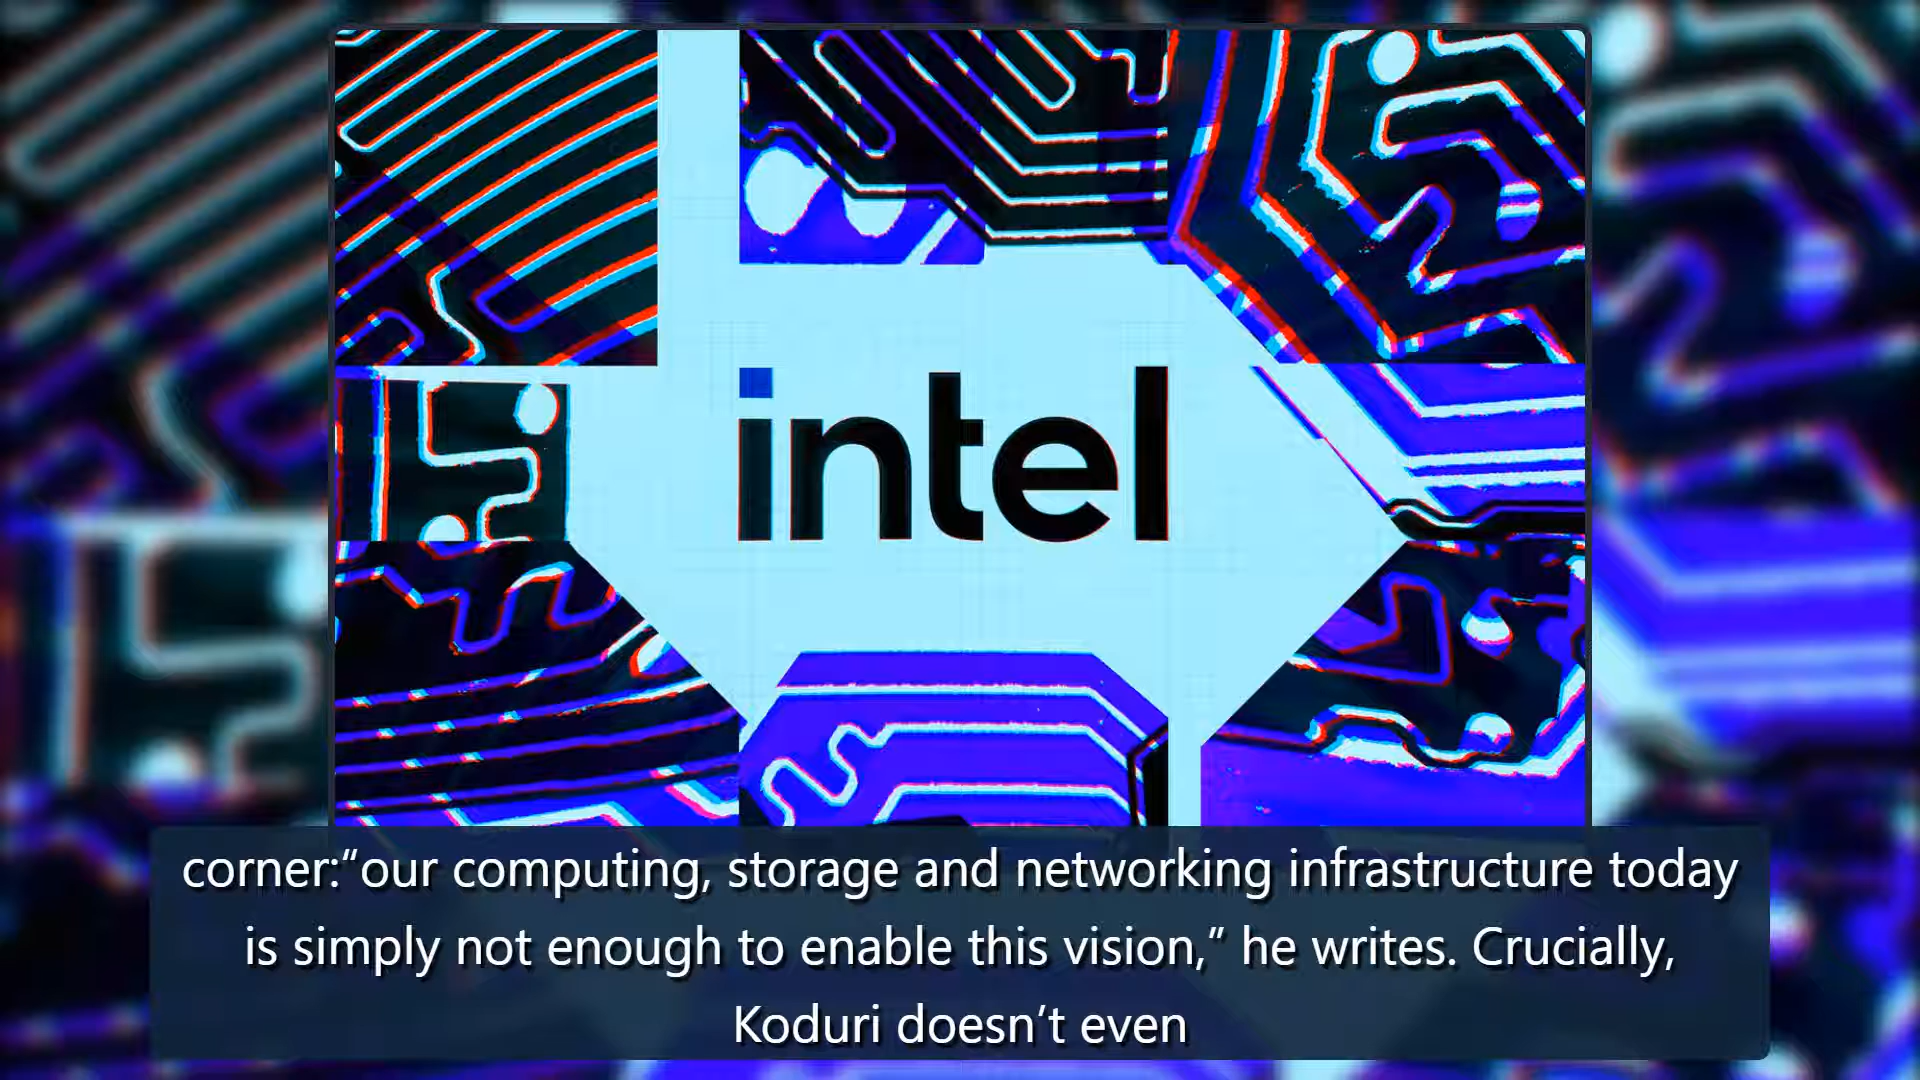 intel
corner:“our computing, storage and networking infrastructure today
is simply not enough to enable this vision,” he writes. Crucially,
Koduri doesn’t even